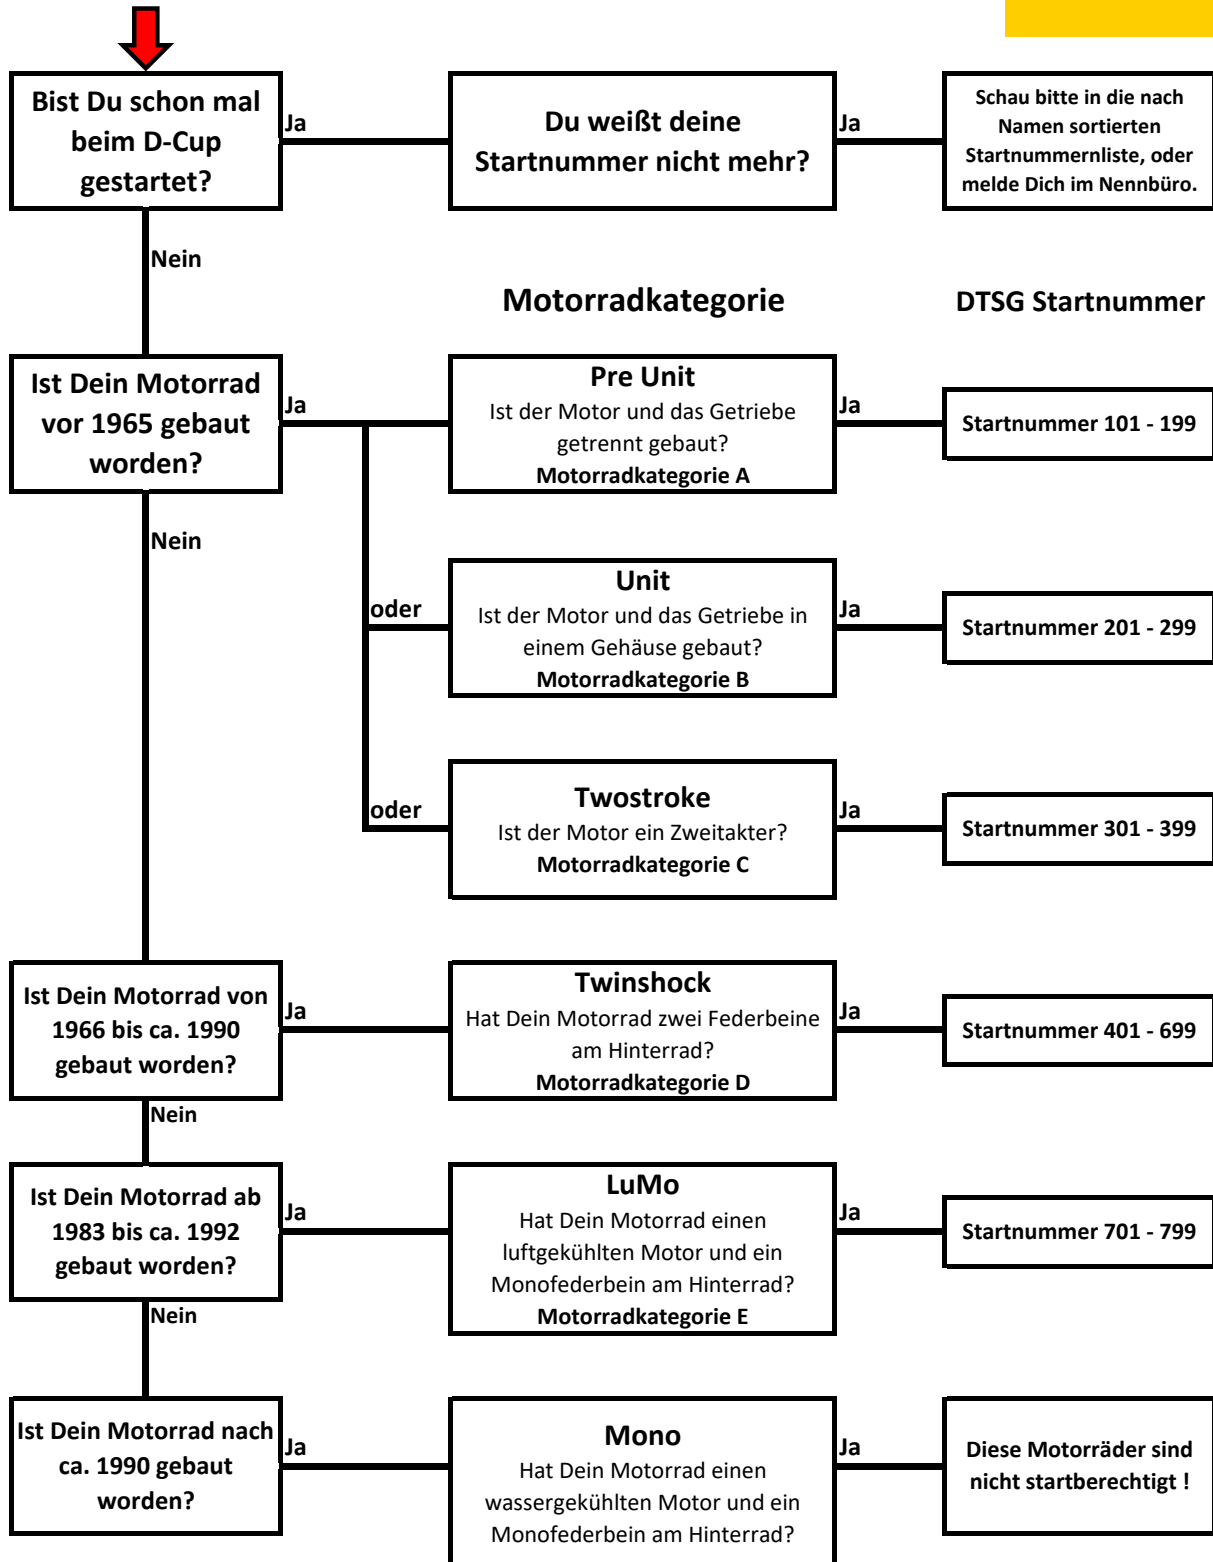 Bist Du schon mal
beim D-Cup
gestartet?
Ja
Du weißt deine
Startnummer nicht mehr?
Ja
Schau bitte in die nach
Namen sortierten
Startnummernliste, oder
melde Dich im Nennbüro.
Nein
Motorradkategorie
DTSG Startnummer
Ist Dein Motorrad
vor 1965 gebaut
worden?
Ja
Pre Unit
Ist der Motor und das Getriebe
getrennt gebaut?
Motorradkategorie A
Ja
Startnummer 101 - 199
Nein
oder
Unit
Ist der Motor und das Getriebe in
einem Gehäuse gebaut?
Motorradkategorie B
Ja
Startnummer 201 - 299
oder
Twostroke
Ist der Motor ein Zweitakter?
Motorradkategorie C
Ja
Startnummer 301 - 399
Ist Dein Motorrad von
1966 bis ca. 1990
gebaut worden?
Ja
Twinshock
Hat Dein Motorrad zwei Federbeine
am Hinterrad?
Motorradkategorie D
Ja
Startnummer 401 - 699
Nein
Ist Dein Motorrad ab
1983 bis ca. 1992
gebaut worden?
Ja
LuMo
Hat Dein Motorrad einen
luftgekühlten Motor und ein
Monofederbein am Hinterrad?
Motorradkategorie E
Ja
Startnummer 701 - 799
Nein
Ist Dein Motorrad nach
ca. 1990 gebaut
worden?
Ja
Mono
Hat Dein Motorrad einen
wassergekühlten Motor und ein
Monofederbein am Hinterrad?
Ja
Diese Motorräder sind
nicht startberechtigt !